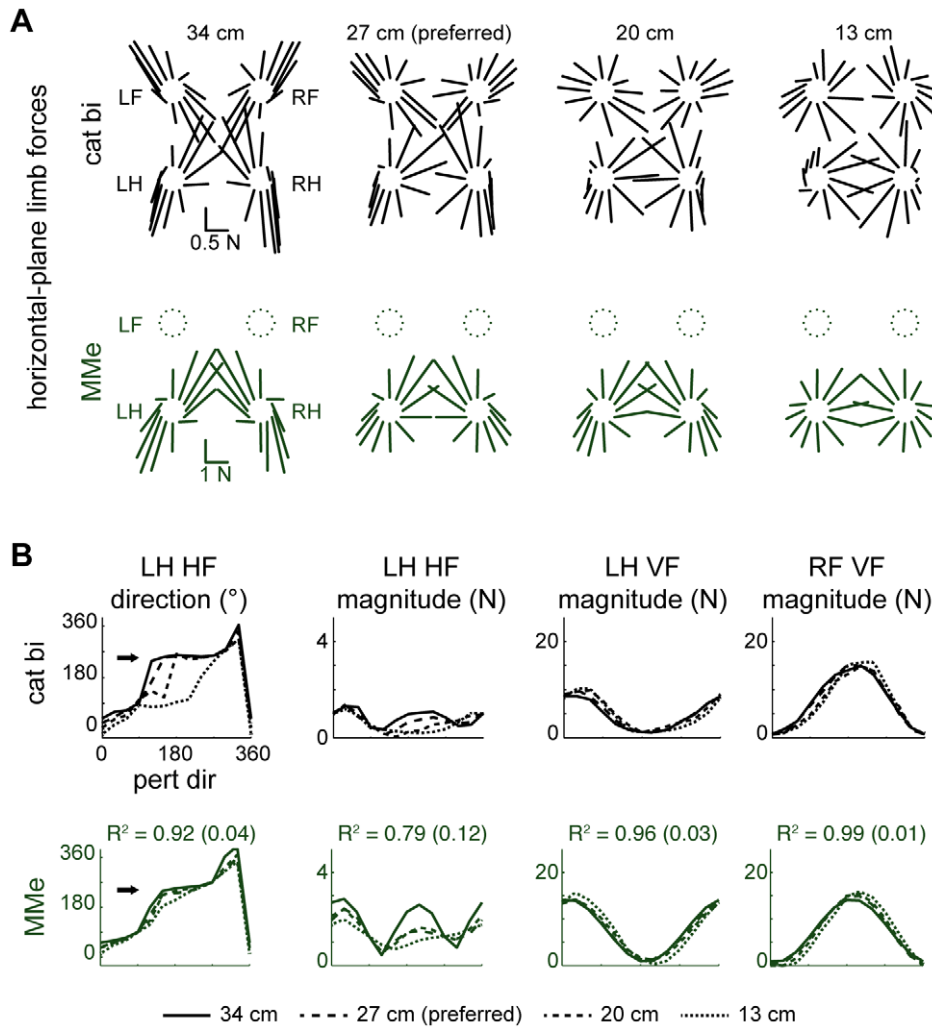 A
34 cm 27 cm (preferred) 20 cm 13 cm
horizontal-plane limb forces
cat bi
LF RF
LH RH
0.5 N
MMe
LF RF
LH RH
1 N
B
LH HF direction (°)
LH HF magnitude (N)
LH VF magnitude (N)
RF VF magnitude (N)
cat bi
360
180
0
0 180 360
pert dir
4
0
20
0
20
0
R² = 0.92 (0.04) R² = 0.79 (0.12) R² = 0.96 (0.03) R² = 0.99 (0.01)
MMe
360
180
0
4
0
20
0
20
0
34 cm 27 cm (preferred) 20 cm 13 cm